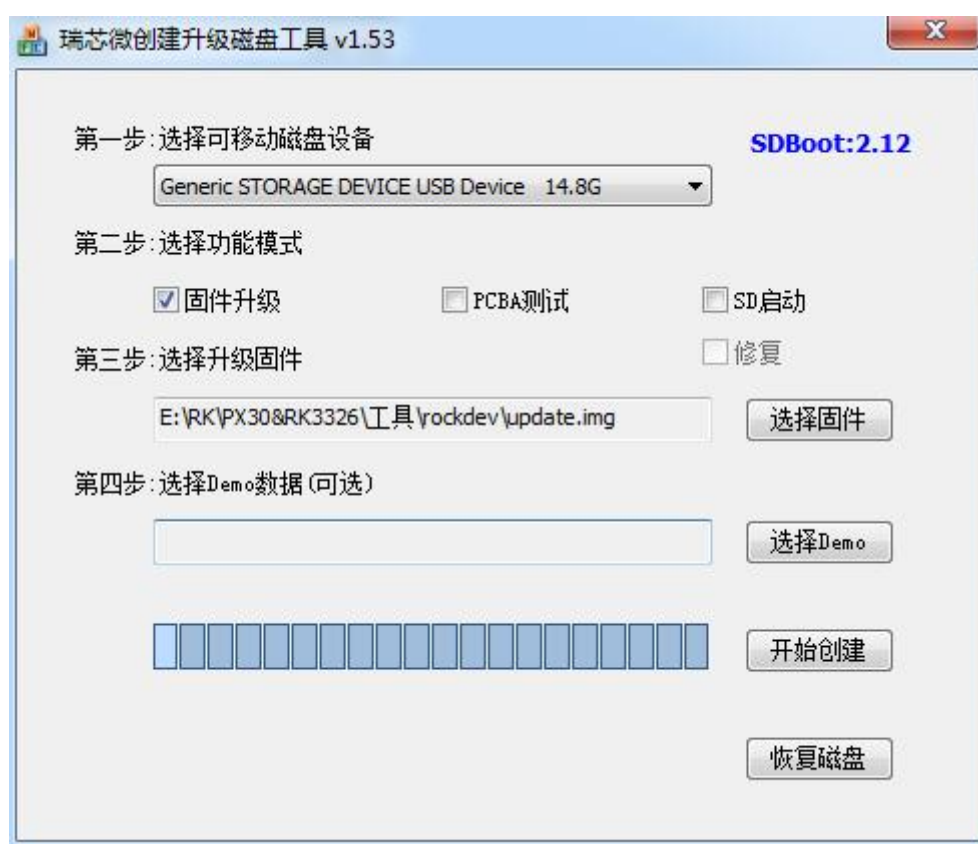 瑞芯微创建升级磁盘工具 v1.53
第一步:选择可移动磁盘设备
SDBoot:2.12
Generic STORAGE DEVICE USB Device 14.8G
第二步:选择功能模式
固件升级
PCBA测试
SD启动
第三步:选择升级固件
修复
E:\RK\PX30&RK3326\工具\rockdev\update.img
选择固件
第四步:选择Demo数据(可选)
选择Demo
开始创建
恢复磁盘